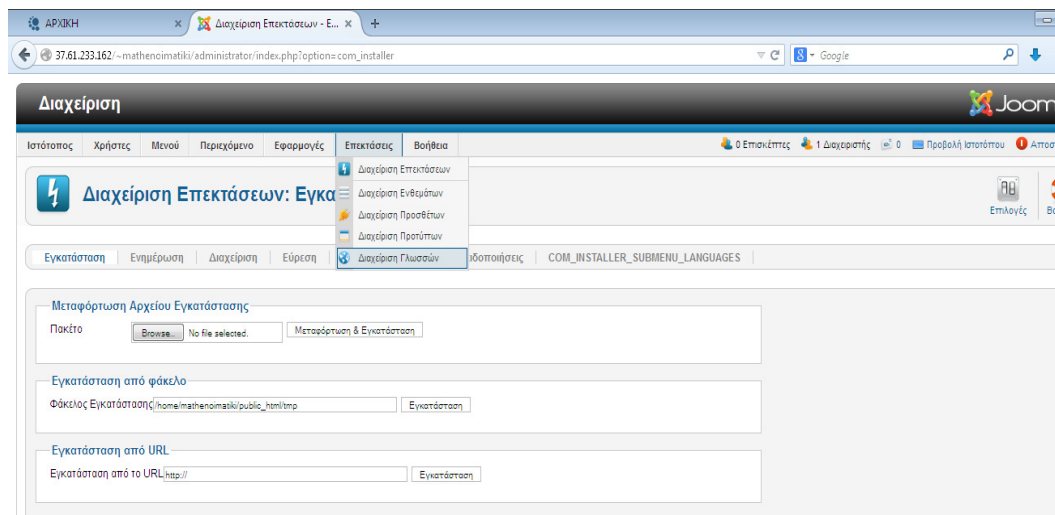 ΑΡΧΙΚΗ × Διαχείριση Επεκτάσεων - Ε... × +
37.61.233.162/~mathenoimatiki/administrator/index.php?option=com_installer Google
Διαχείριση Joom
Ιστότοπος Χρήστες Μενού Περιεχόμενο Εφαρμογές Επεκτάσεις Βοήθεια 0 Επισκέπτες 1 Διαχειριστής 0 Προβολή Ιστοτόπου Αποσ
Διαχείριση Επεκτάσεων
Διαχείριση Επεκτάσεων: Εγκα
Διαχείριση Ενθεμάτων
Διαχείριση Προσθέτων
Διαχείριση Προτύπων
Διαχείριση Γλωσσών
Επιλογές
Εγκατάσταση Ενημέρωση Διαχείριση Εύρεση ιδοποιήσεις COM_INSTALLER_SUBMENU_LANGUAGES
Μεταφόρτωση Αρχείου Εγκατάστασης
Πακέτο Browse... No file selected. Μεταφόρτωση & Εγκατάσταση
Εγκατάσταση από φάκελο
Φάκελος Εγκατάστασης /home/mathenoimatiki/public_html/tmp Εγκατάσταση
Εγκατάσταση από URL
Εγκατάσταση από το URL http:// Εγκατάσταση